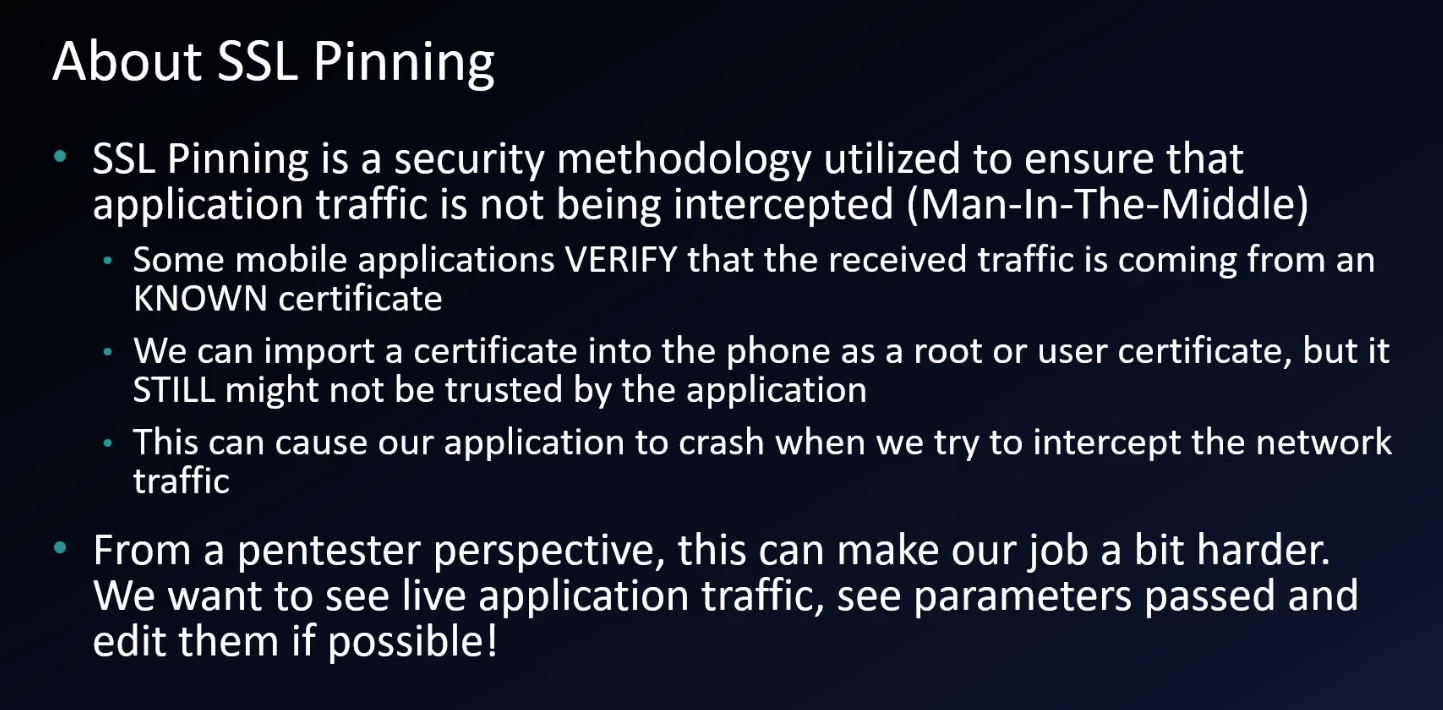 About SSL Pinning
• SSL Pinning is a security methodology utilized to ensure that
application traffic is not being intercepted (Man-In-The-Middle)
• Some mobile applications VERIFY that the received traffic is coming from an
KNOWN certificate
• We can import a certificate into the phone as a root or user certificate, but it
STILL might not be trusted by the application
• This can cause our application to crash when we try to intercept the network
traffic
• From a pentester perspective, this can make our job a bit harder.
We want to see live application traffic, see parameters passed and
edit them if possible!